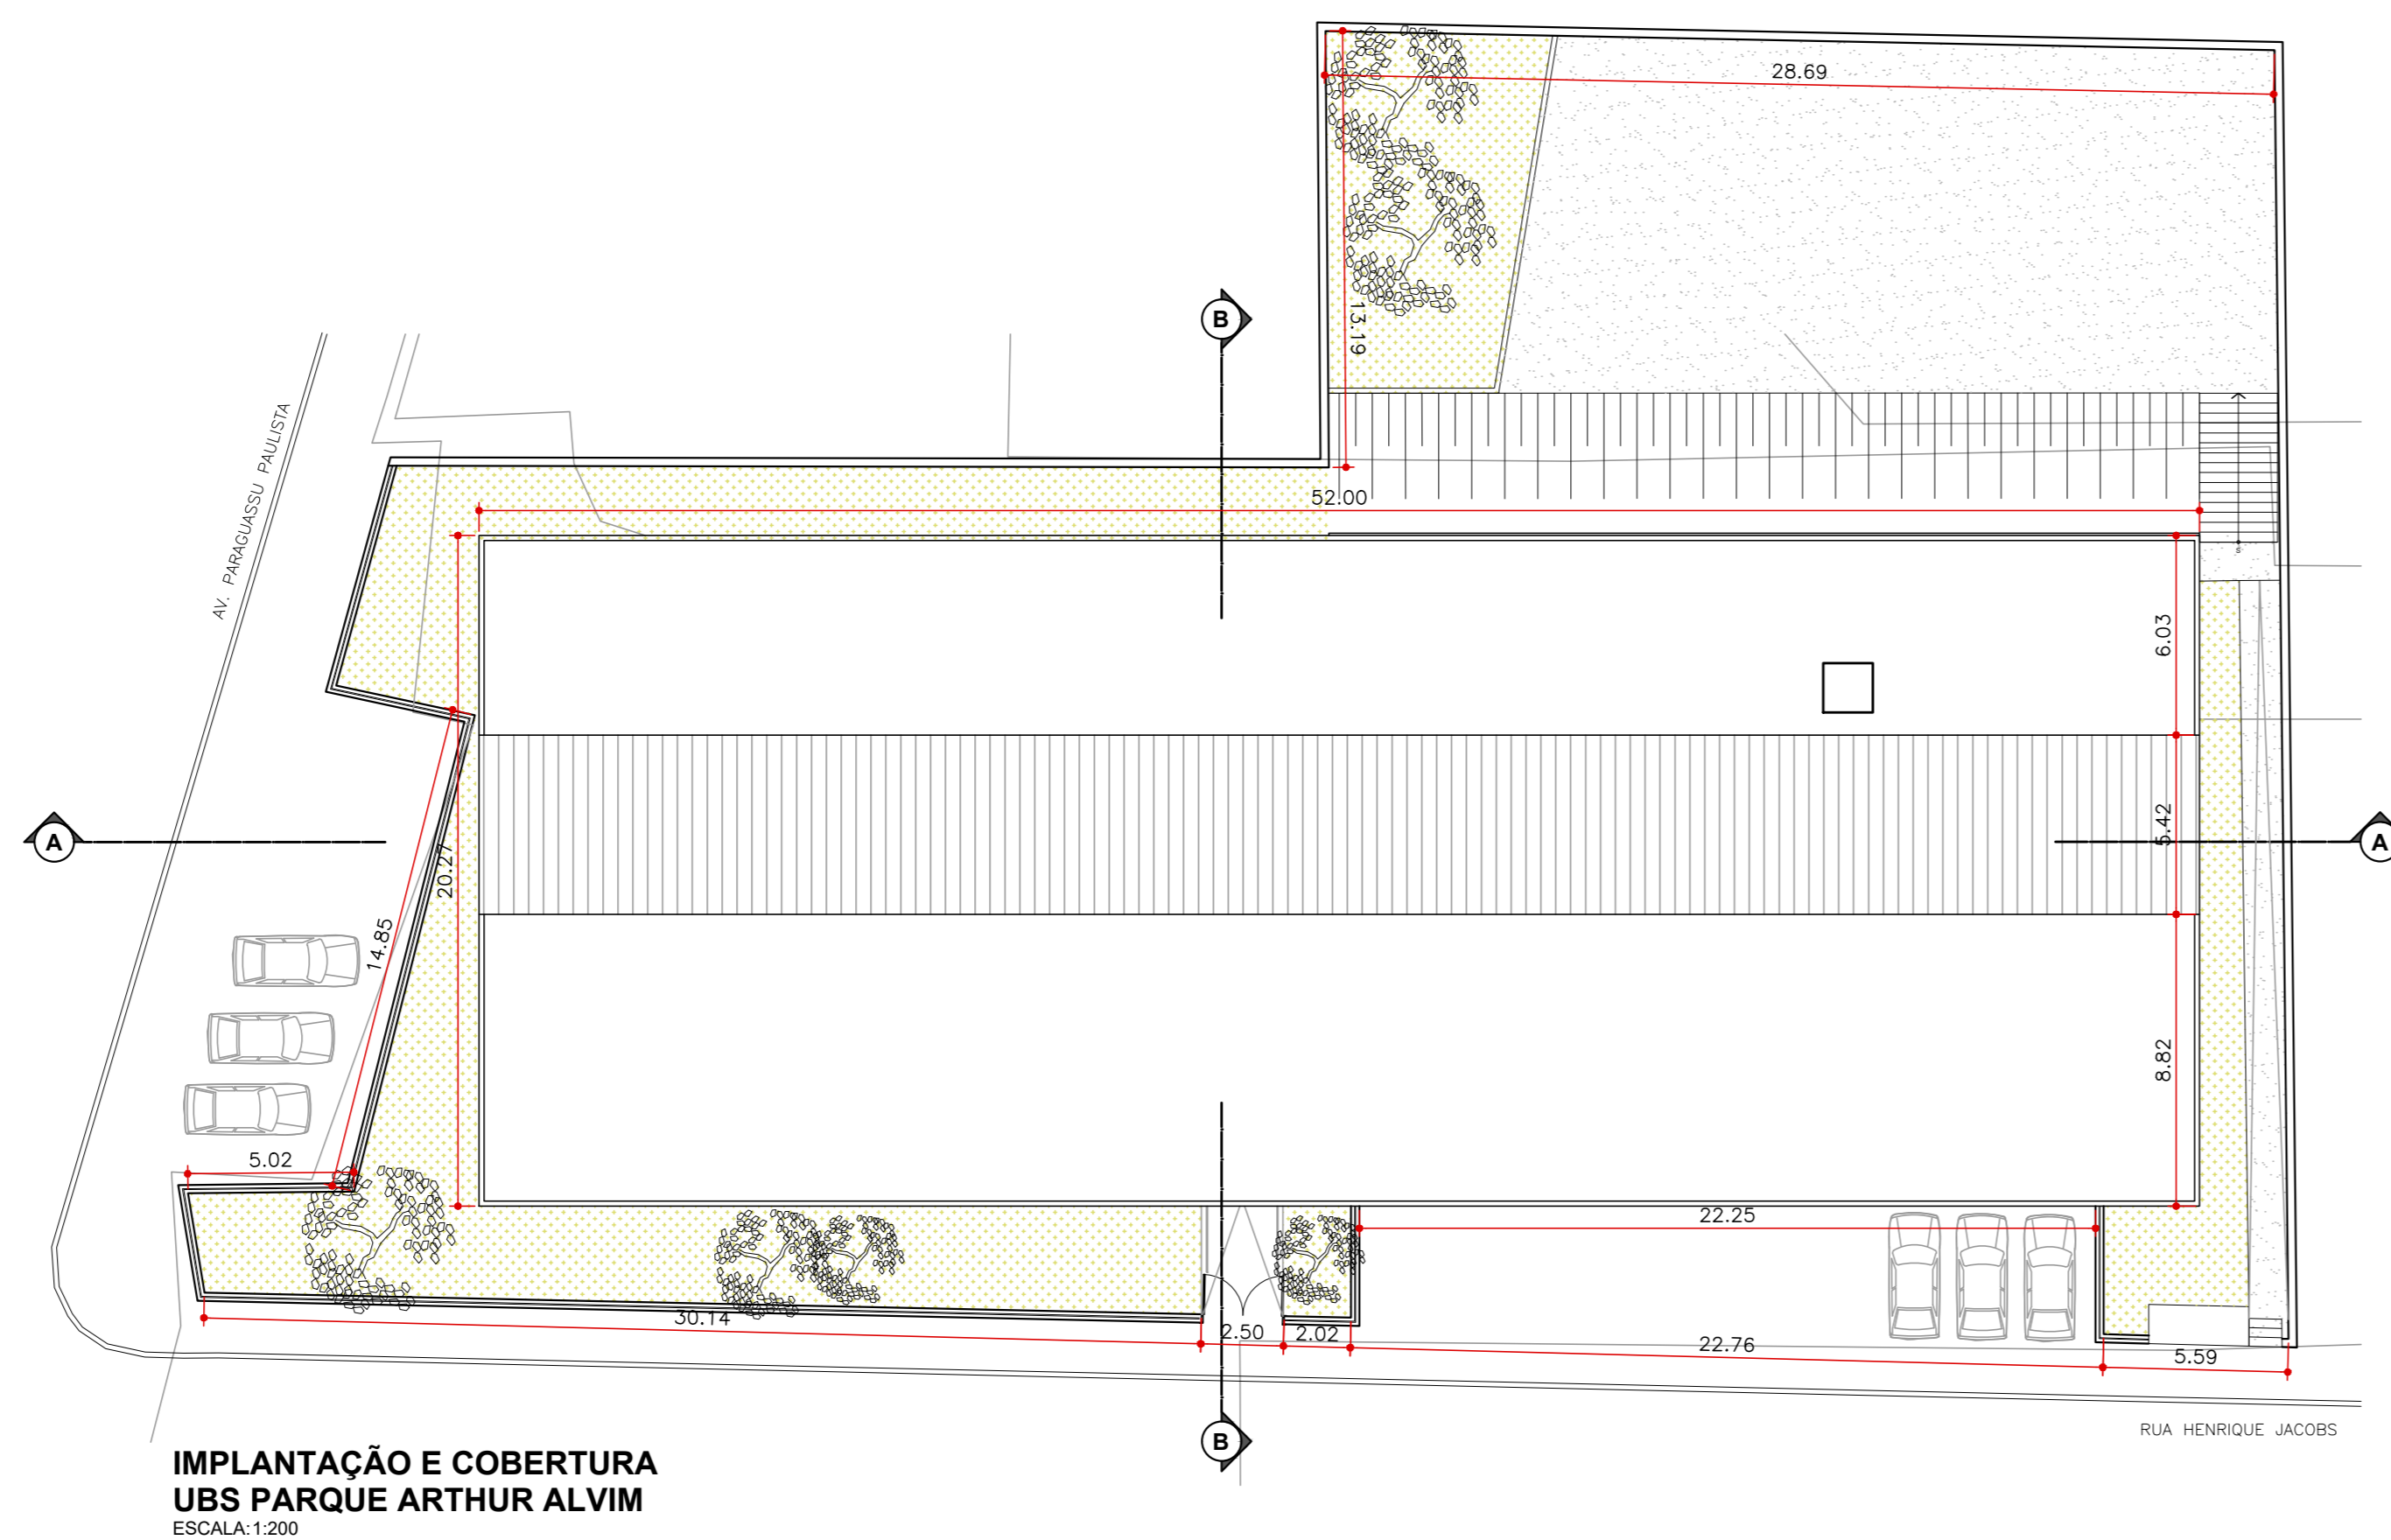 28.69
13.19
B
AV. PARAGUASSU PAULISTA
52.00
6.03
A
20.27
5.42
A
14.85
8.82
5.02
22.25
30.14
2.50
2.02
22.76
5.59
B
RUA HENRIQUE JACOBS
IMPLANTAÇÃO E COBERTURA
UBS PARQUE ARTHUR ALVIM
ESCALA:1:200